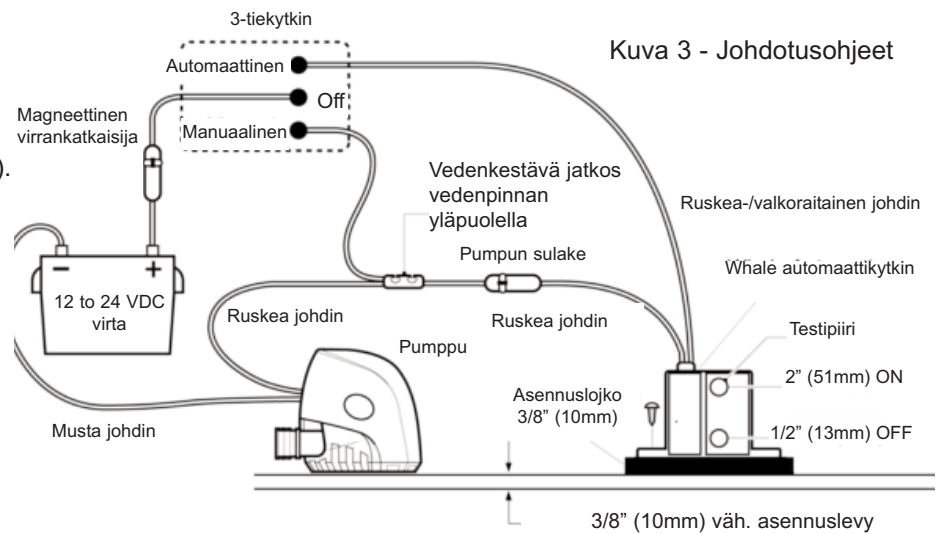 3-tiekytkin
Kuva 3 - Johdotusohjeet
Automaattinen
Off
Manuaalinen
Magneettinen
virrankatkaisija
).
Vedenkestävä jatkos
vedenpinnan
yläpuolella
Ruskea-/valkoraitainen johdin
Pumpun sulake
Whale automaattikytkin
– +
12 to 24 VDC
virta
Ruskea johdin
Ruskea johdin
Testipiiri
Pumppu
2” (51mm) ON
Asennuslojko
3/8” (10mm)
Musta johdin
1/2” (13mm) OFF
3/8” (10mm) väh. asennuslevy